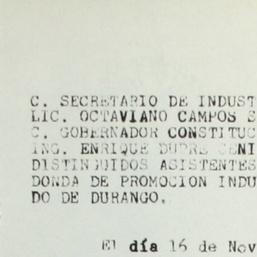 C. SECRETARIO DE INDUST
LIC. OCTAVIANO CAMPOS S
C. GOBERNADOR CONSTITUC
ING. ENRIQUE DUPRE CENI
DISTINGUIDOS ASISTENTES
DONDA DE PROMOCION INDU
DO DE DURANGO.
El día 16 de Nov